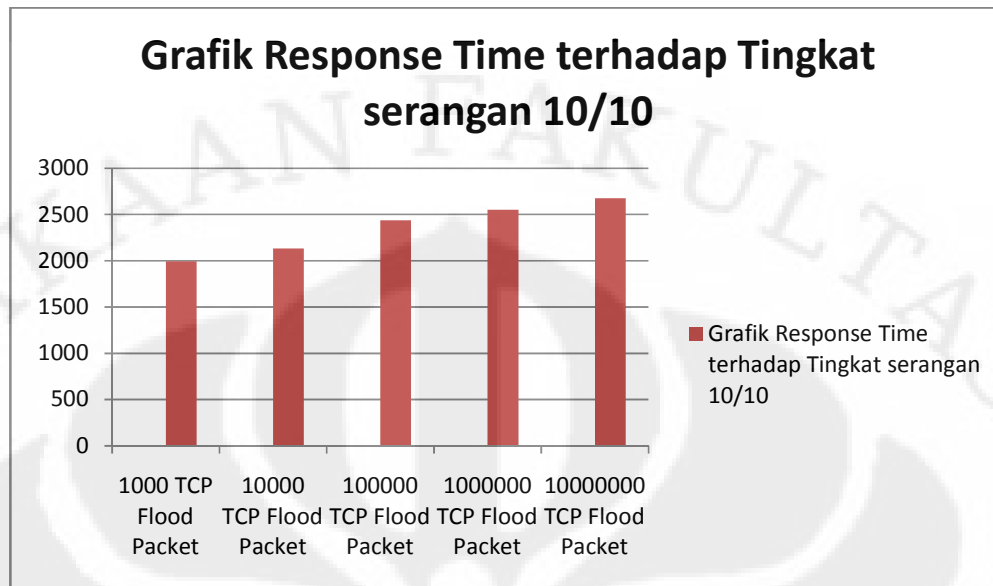 Grafik Response Time terhadap Tingkat
serangan 10/10
3000
2500
2000
1500
1000
500
0
1000 TCP
Flood
Packet
10000
TCP Flood
Packet
100000
TCP Flood
Packet
1000000
TCP Flood
Packet
10000000
TCP Flood
Packet
Grafik Response Time
terhadap Tingkat serangan
10/10